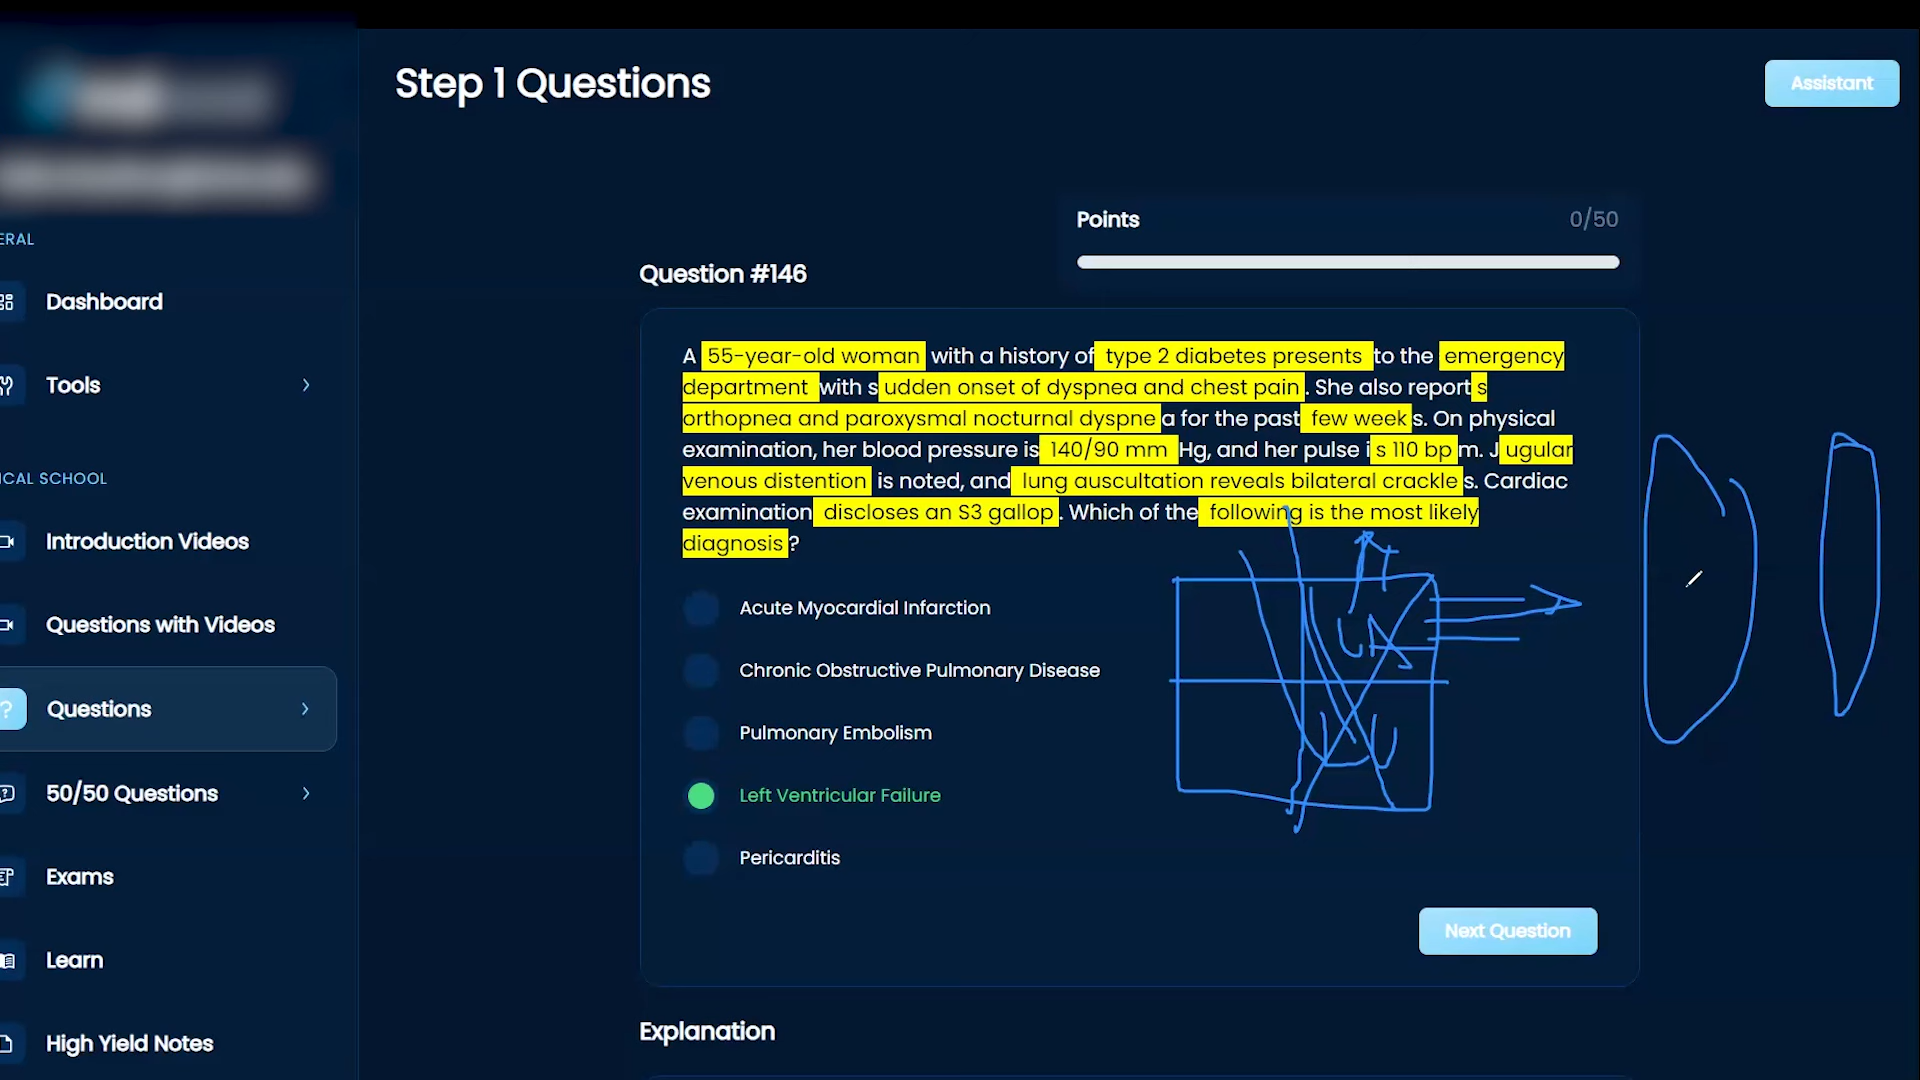 Step 1 Questions
Assistant
Points
0/50
Question #146
ERAL
Dashboard
Tools
ICAL SCHOOL
Introduction Videos
Questions with Videos
Questions
50/50 Questions
Exams
Learn
High Yield Notes
A 55-year-old woman with a history of type 2 diabetes presents to the emergency
department with sudden onset of dyspnea and chest pain. She also reports
orthopnea and paroxysmal nocturnal dyspnea for the past few weeks. On physical
examination, her blood pressure is 140/90 mm Hg, and her pulse is 110 bpm. Jugular
venous distention is noted, and lung auscultation reveals bilateral crackles. Cardiac
examination discloses an S3 gallop. Which of the following is the most likely
diagnosis?
Acute Myocardial Infarction
Chronic Obstructive Pulmonary Disease
Pulmonary Embolism
Left Ventricular Failure
Pericarditis
Next Question
Explanation